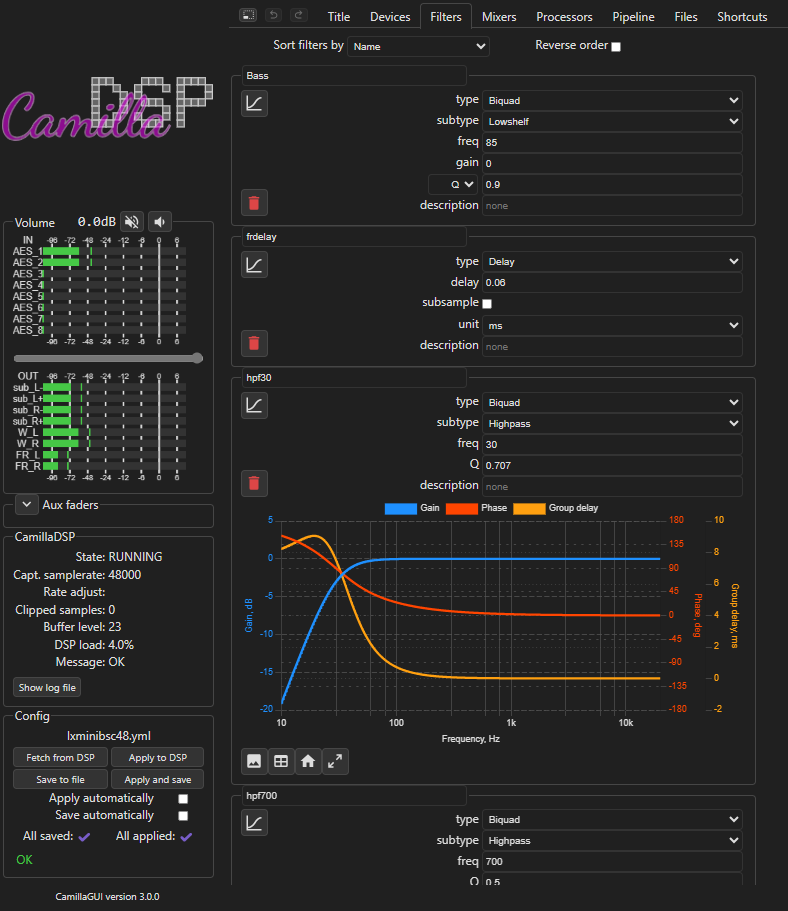 Title Devices Filters Mixers Processors Pipeline Files Shortcuts
Sort filters by Name Reverse order
Camilla DSP
Volume 0.0dB
IN -96 -72 -48 -24 -12 -6 0 6
AES_1
AES_2
AES_3
AES_4
AES_5
AES_6
AES_7
AES_8
-96 -72 -48 -24 -12 -6 0 6
OUT -96 -72 -48 -24 -12 -6 0 6
sub_L-
sub_L+
sub_R-
sub_R+
W_L
W_R
FR_L
FR_R
-96 -72 -48 -24 -12 -6 0 6
Aux faders
CamillaDSP
State: RUNNING
Capt. samplerate: 48000
Rate adjust:
Clipped samples: 0
Buffer level: 23
DSP load: 4.0%
Message: OK
Show log file
Config
lxminibsc48.yml
Fetch from DSP Apply to DSP
Save to file Apply and save
Apply automatically
Save automatically
All saved: All applied:
OK
CamillaGUI version 3.0.0
Bass
type Biquad
subtype Lowshelf
freq 85
gain 0
Q 0.9
description none
frdelay
type Delay
delay 0.06
subsample
unit ms
description none
hpf30
type Biquad
subtype Highpass
freq 30
Q 0.707
description none
Gain Phase Group delay
5 180 10
0 135 8
-5 90 6
-10 45 4
-15 0 2
-20 -45 0
-90 -2
-135
-180
Gain, dB
Phase, deg
Group delay, ms
10 100 1k 10k
Frequency, Hz
hpf700
type Biquad
subtype Highpass
freq 700
Q 0.5